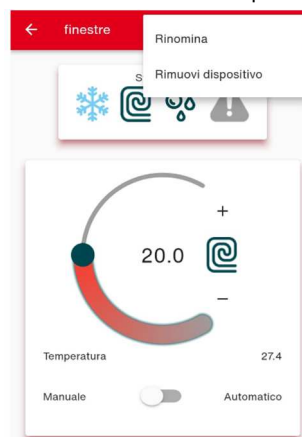 finestre
Rinomina
Rimuovi dispositivo
S
+
20.0
−
Temperatura 27.4
Manuale Automatico